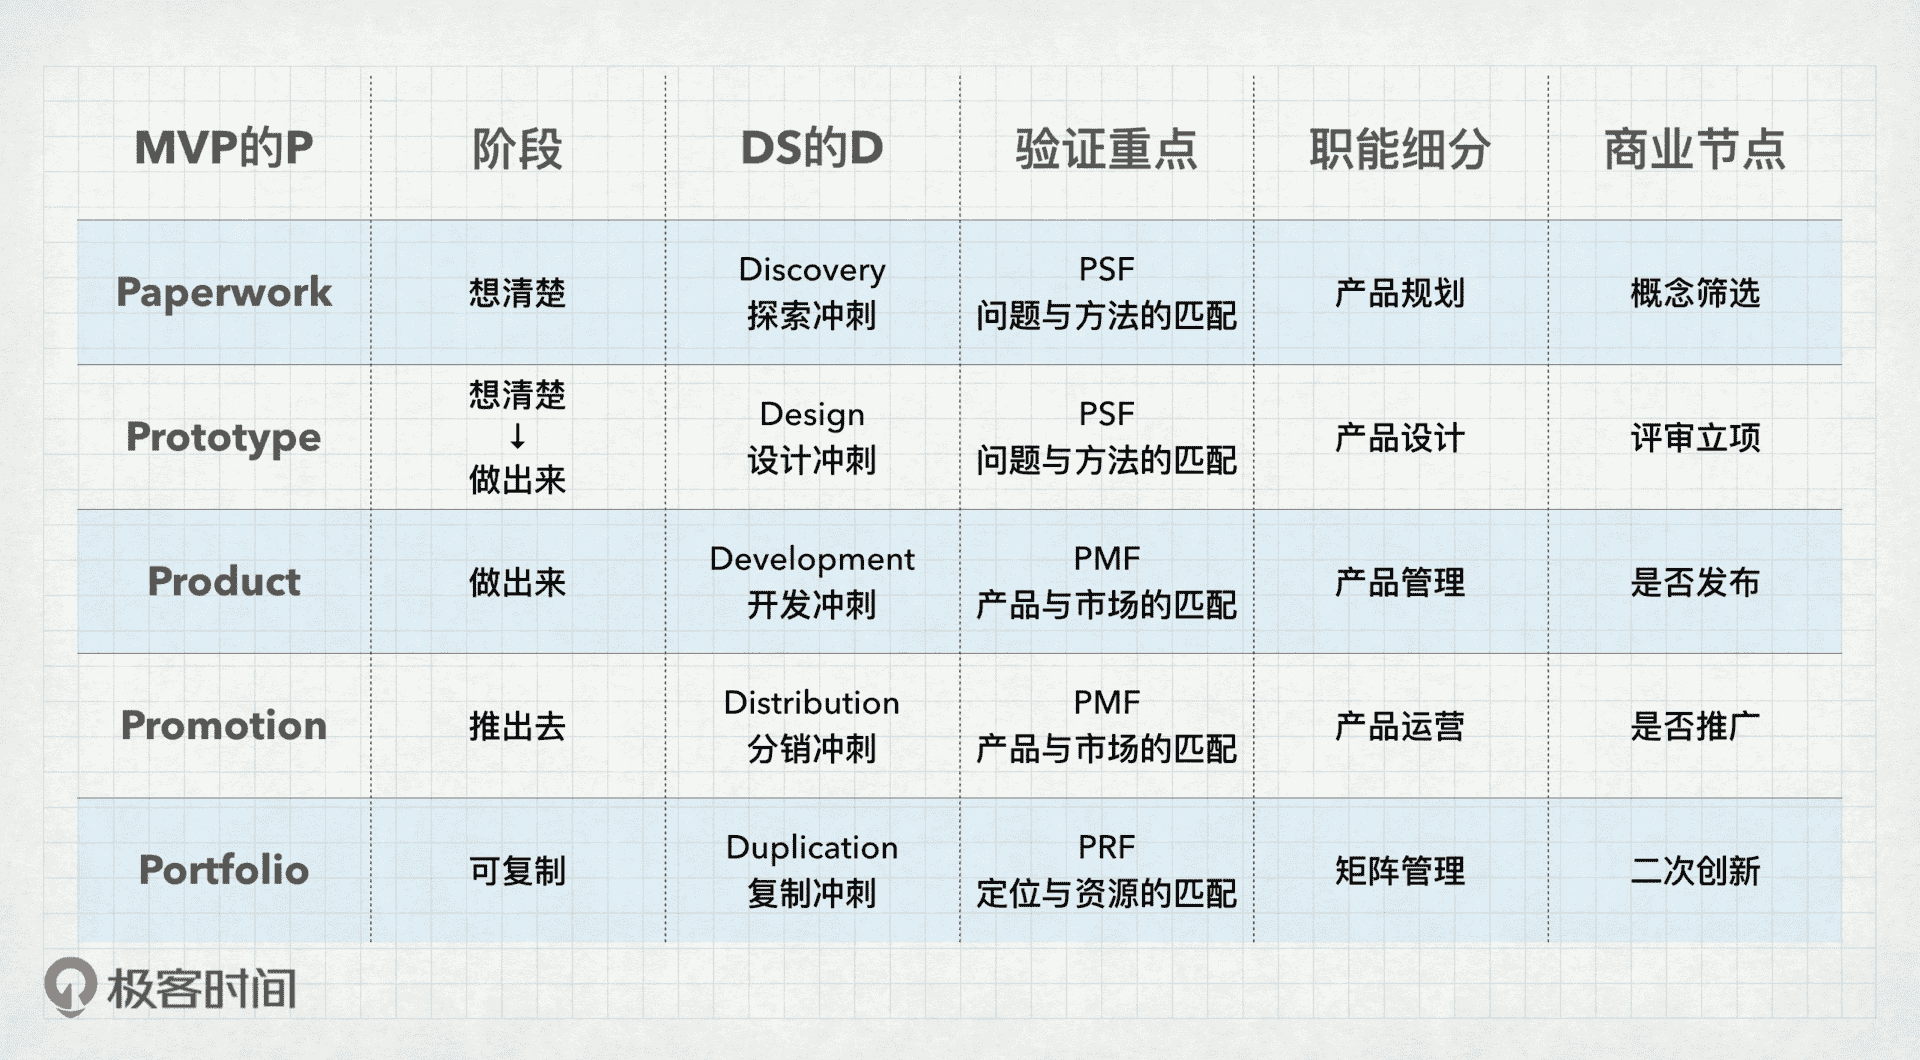 MVP的P 阶段 DS的D 验证重点 职能细分 商业节点
Paperwork 想清楚 Discovery 探索冲刺 PSF 问题与方法的匹配 产品规划 概念筛选
Prototype 想清楚 ↓ 做出来 Design 设计冲刺 PSF 问题与方法的匹配 产品设计 评审立项
Product 做出来 Development 开发冲刺 PMF 产品与市场的匹配 产品管理 是否发布
Promotion 推出去 Distribution 分销冲刺 PMF 产品与市场的匹配 产品运营 是否推广
Portfolio 可复制 Duplication 复制冲刺 PRF 定位与资源的匹配 矩阵管理 二次创新
极客时间